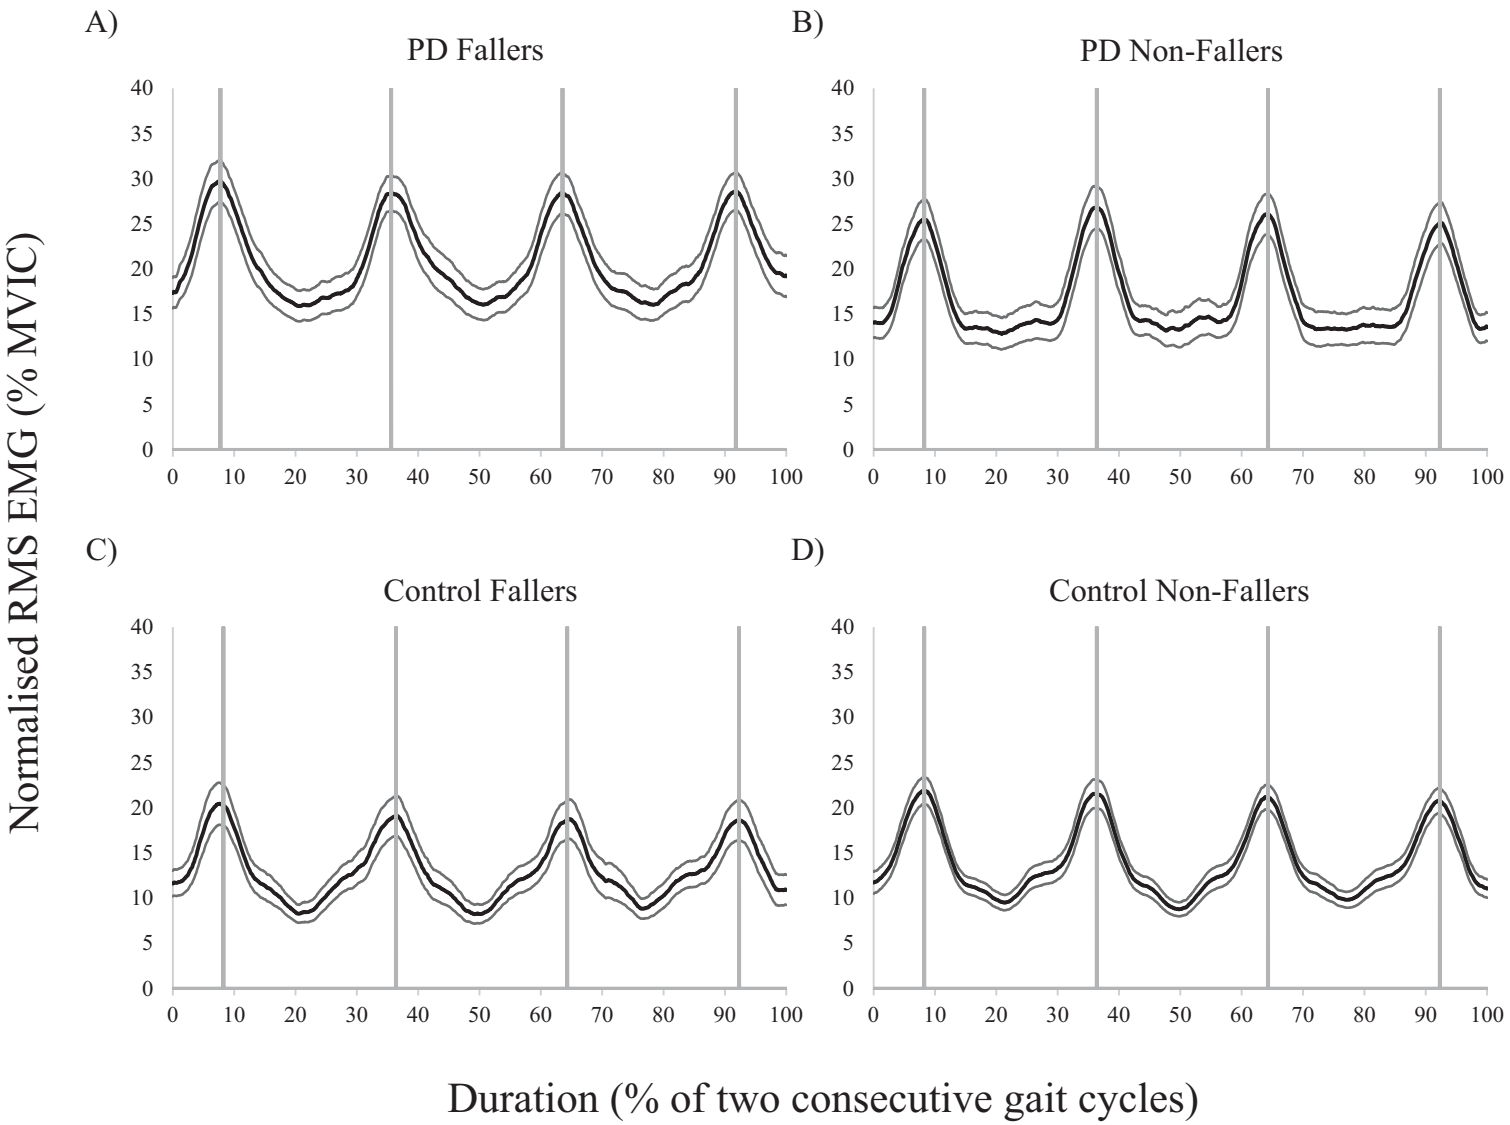 A)
PD Fallers
40
35
30
25
20
15
10
5
0
0 10 20 30 40 50 60 70 80 90 100
B)
PD Non-Fallers
40
35
30
25
20
15
10
5
0
0 10 20 30 40 50 60 70 80 90 100
C)
Control Fallers
40
35
30
25
20
15
10
5
0
0 10 20 30 40 50 60 70 80 90 100
D)
Control Non-Fallers
40
35
30
25
20
15
10
5
0
0 10 20 30 40 50 60 70 80 90 100
Normalised RMS EMG (% MVIC)
Duration (% of two consecutive gait cycles)